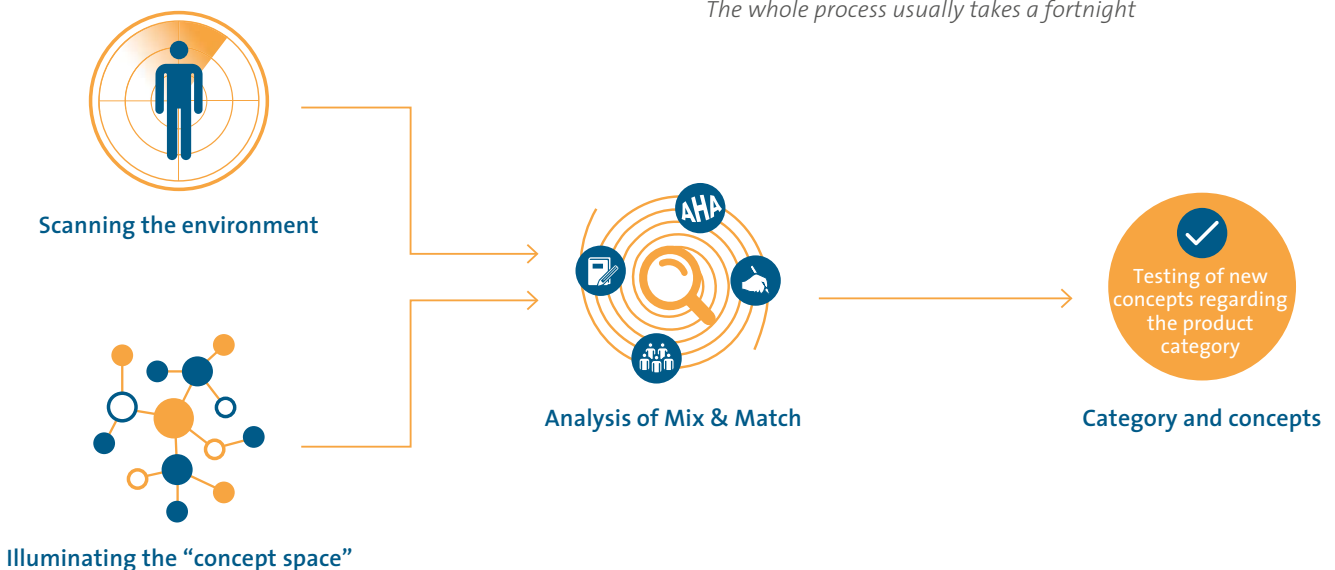 The whole process usually takes a fortnight
Scanning the environment
AHA
Testing of new
concepts regarding
the product
category
Analysis of Mix & Match
Category and concepts
Illuminating the “concept space”